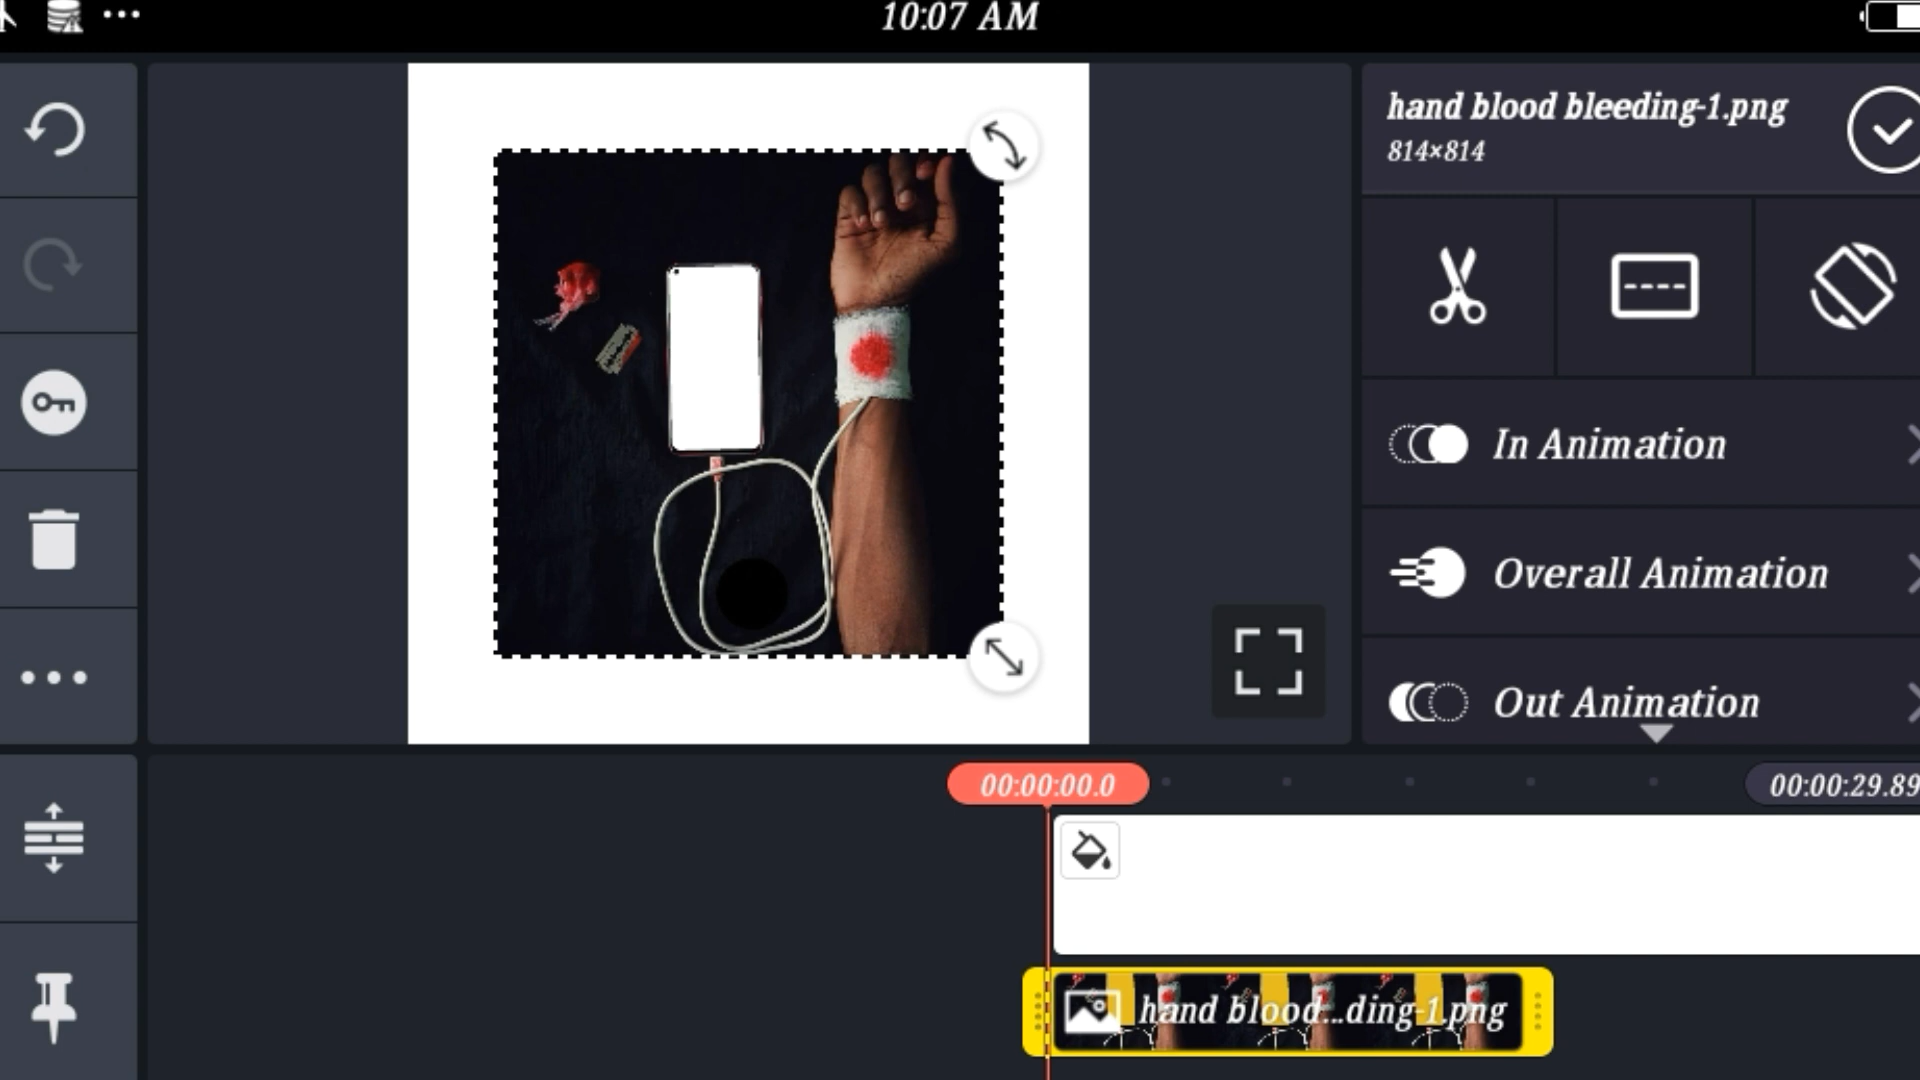 10:07 AM
hand blood bleeding-1.png
814×814
In Animation
Overall Animation
Out Animation
00:00:00.0
00:00:29.89
hand blood...ding-1.png